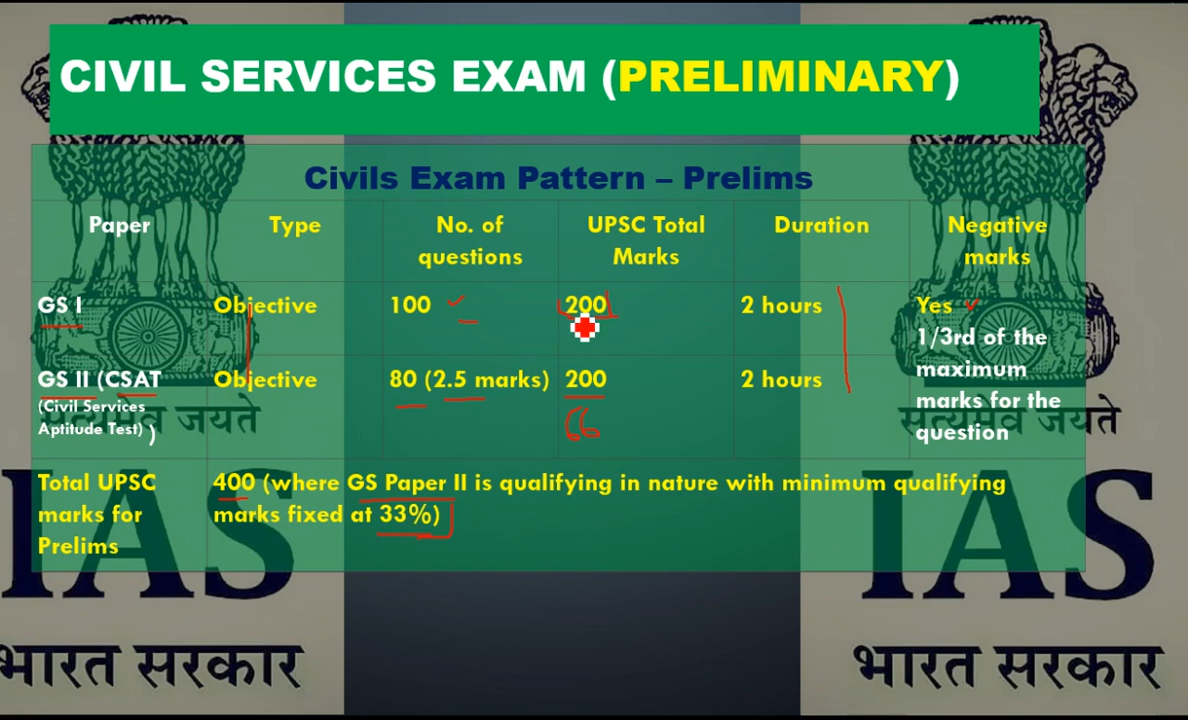 CIVIL SERVICES EXAM (PRELIMINARY)
Civils Exam Pattern – Prelims
Paper
Type
No. of
questions
UPSC Total
Marks
Duration
Negative
marks
GS I
Objective
100
200
2 hours
Yes
1/3rd of the
maximum
marks for the
question
GS II (CSAT
(Civil Services
Aptitude Test) )
Objective
80 (2.5 marks)
200
66
2 hours
Total UPSC
marks for
Prelims
400 (where GS Paper II is qualifying in nature with minimum qualifying
marks fixed at 33%)
सत्यमेव जयते
सत्यमेव जयते
IAS
IAS
भारत सरकार
भारत सरकार